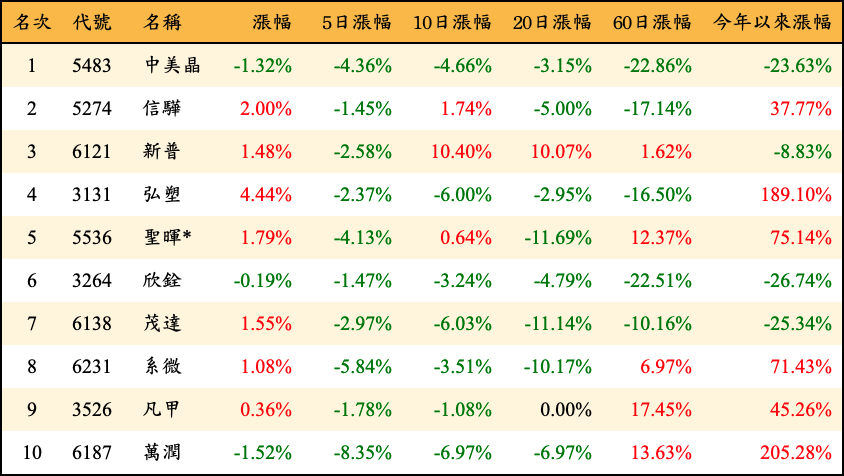 名次 代號 名稱 漲幅 5日漲幅 10日漲幅 20日漲幅 60日漲幅 今年以來漲幅
1 5483 中美晶 -1.32% -4.36% -4.66% -3.15% -22.86% -23.63%
2 5274 信驊 2.00% -1.45% 1.74% -5.00% -17.14% 37.77%
3 6121 新普 1.48% -2.58% 10.40% 10.07% 1.62% -8.83%
4 3131 弘塑 4.44% -2.37% -6.00% -2.95% -16.50% 189.10%
5 5536 聖暉* 1.79% -4.13% 0.64% -11.69% 12.37% 75.14%
6 3264 欣銓 -0.19% -1.47% -3.24% -4.79% -22.51% -26.74%
7 6138 茂達 1.55% -2.97% -6.03% -11.14% -10.16% -25.34%
8 6231 系微 1.08% -5.84% -3.51% -10.17% 6.97% 71.43%
9 3526 凡甲 0.36% -1.78% -1.08% 0.00% 17.45% 45.26%
10 6187 萬潤 -1.52% -8.35% -6.97% -6.97% 13.63% 205.28%